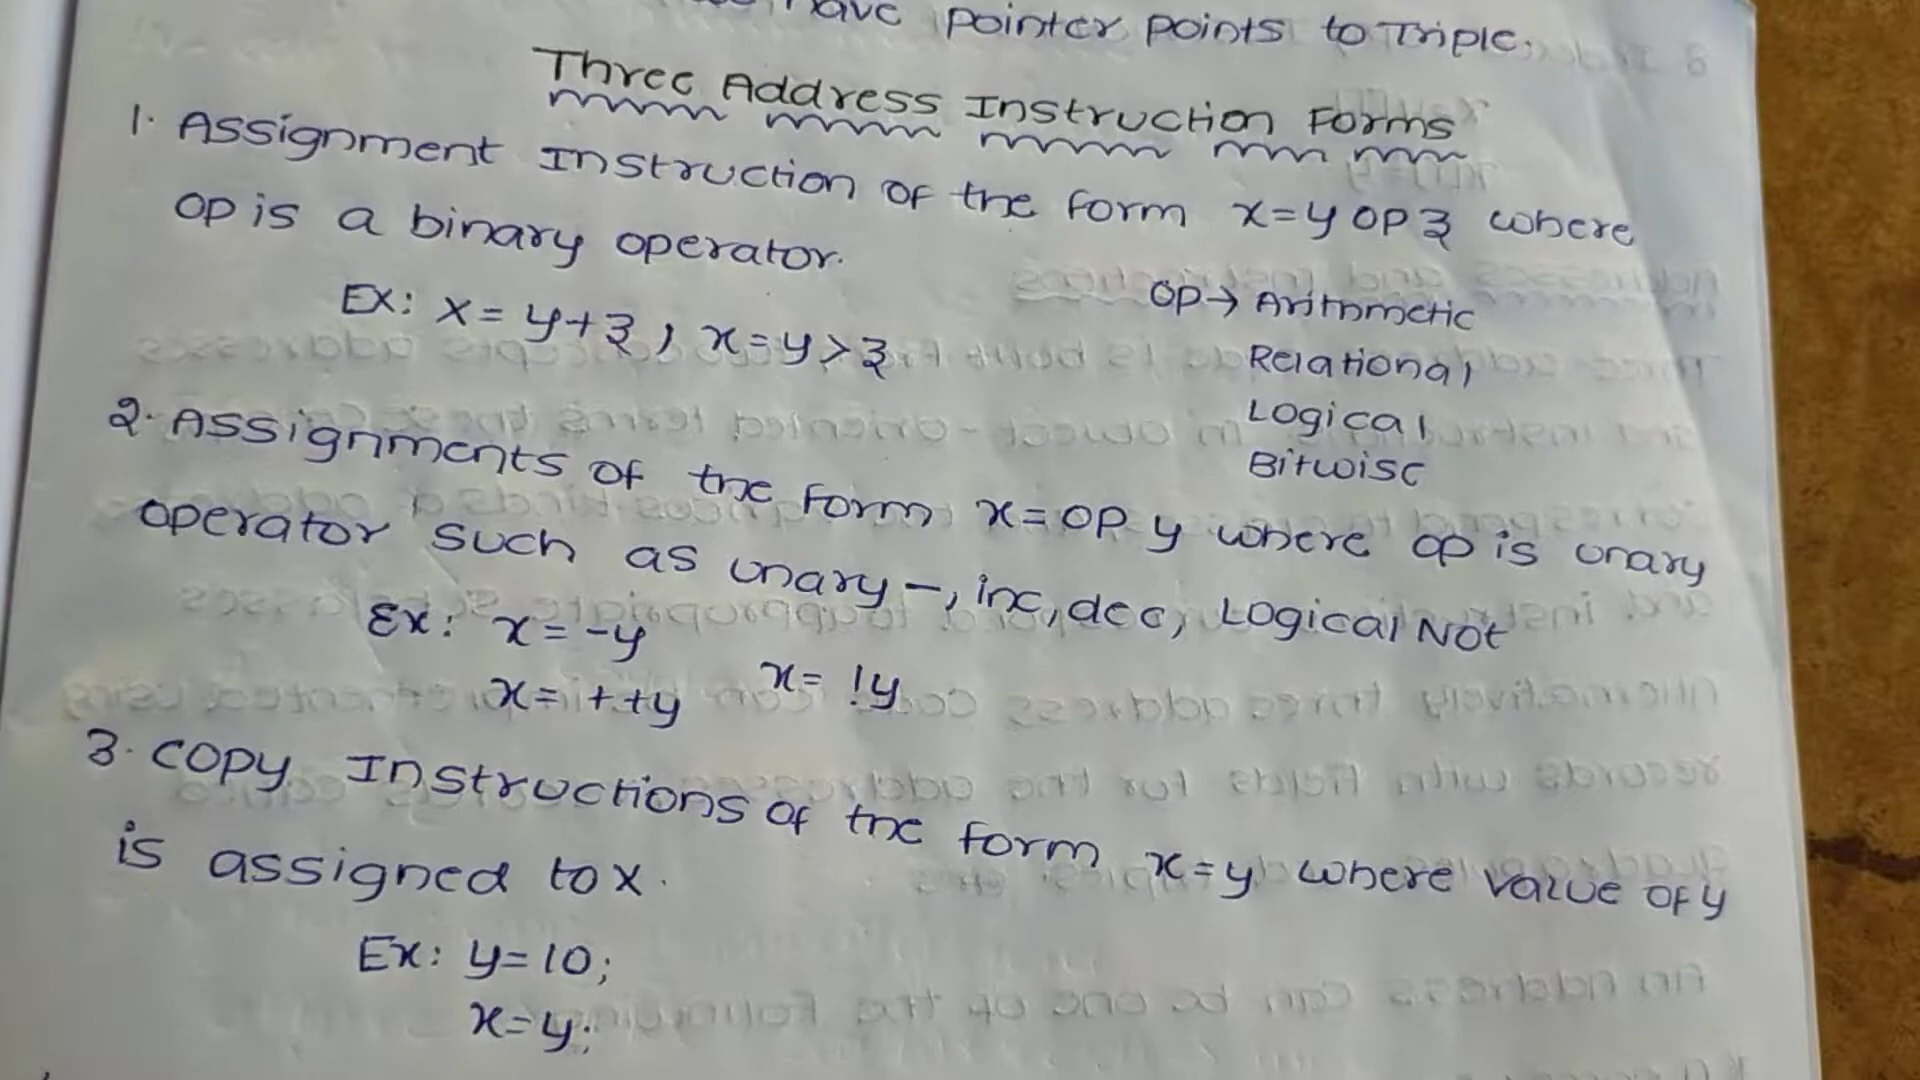 have pointer points to Triple.
Three Address Instruction Forms
1. Assignment Instruction of the form x=y op z where
op is a binary operator.
Ex: x = y+z, x=y>z
op→ Arithmetic
Relational
Logical
Bitwise
2. Assignments of the form x=op y where op is unary
operator such as unary -, inc, dec, Logical Not
Ex: x=-y
x=++y x= !y
3. Copy Instructions of the form x=y where value of y
is assigned to x.
Ex: y=10;
x=y;